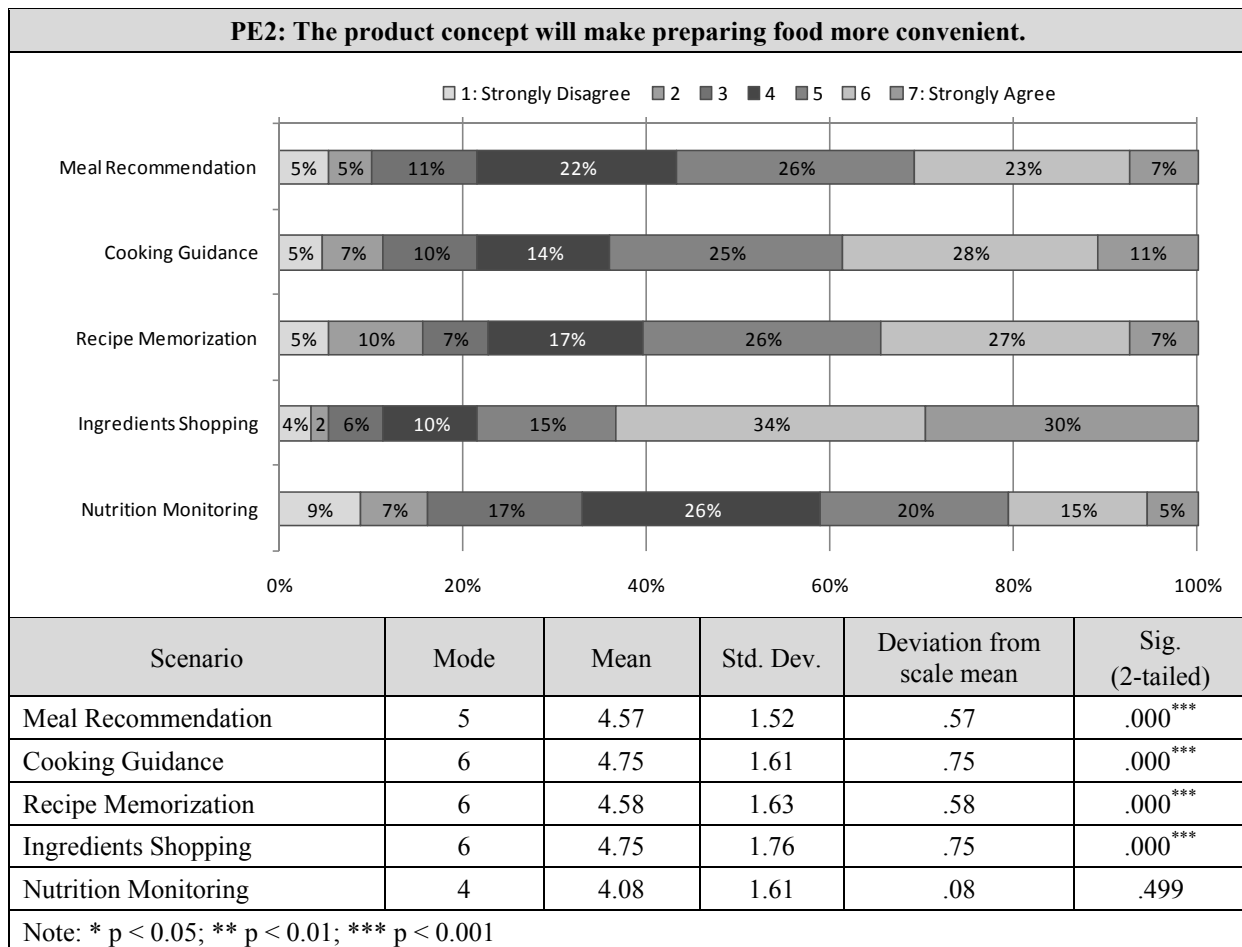 PE2: The product concept will make preparing food more convenient.
1: Strongly Disagree 2 3 4 5 6 7: Strongly Agree
Meal Recommendation 5% 5% 11% 22% 26% 23% 7%
Cooking Guidance 5% 7% 10% 14% 25% 28% 11%
Recipe Memorization 5% 10% 7% 17% 26% 27% 7%
Ingredients Shopping 4% 2 6% 10% 15% 34% 30%
Nutrition Monitoring 9% 7% 17% 26% 20% 15% 5%
0% 20% 40% 60% 80% 100%
Scenario Mode Mean Std. Dev. Deviation from scale mean Sig. (2-tailed)
Meal Recommendation 5 4.57 1.52 .57 .000***
Cooking Guidance 6 4.75 1.61 .75 .000***
Recipe Memorization 6 4.58 1.63 .58 .000***
Ingredients Shopping 6 4.75 1.76 .75 .000***
Nutrition Monitoring 4 4.08 1.61 .08 .499
Note: * p < 0.05; ** p < 0.01; *** p < 0.001